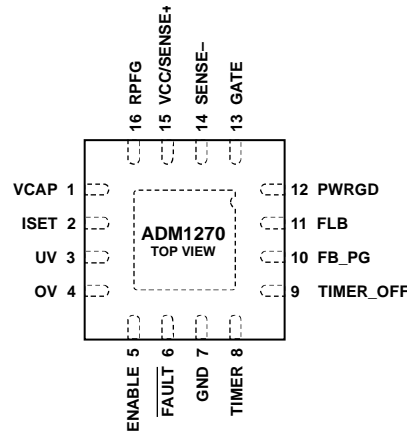 16 RPFG
15 VCC/SENSE+
14 SENSE–
13 GATE
VCAP 1
ISET 2
UV 3
OV 4
ADM1270
TOP VIEW
12 PWRGD
11 FLB
10 FB_PG
9 TIMER_OFF
ENABLE 5
FAULT 6
GND 7
TIMER 8